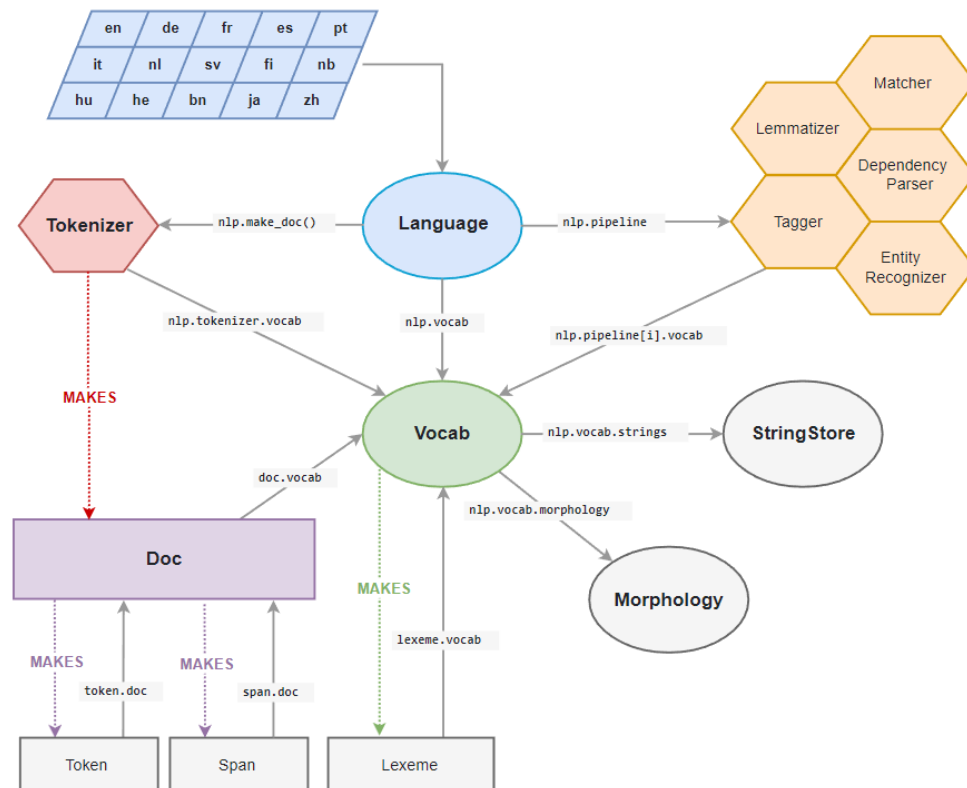 en de fr es pt
it nl sv fi nb
hu he bn ja zh
Matcher
Lemmatizer
Dependency
Parser
Tokenizer
nlp.make_doc()
Language
nlp.pipeline
Tagger
Entity
Recognizer
nlp.tokenizer.vocab
nlp.vocab
nlp.pipeline[i].vocab
MAKES
Vocab
nlp.vocab.strings
StringStore
doc.vocab
nlp.vocab.morphology
Doc
MAKES
Morphology
lexeme.vocab
MAKES
token.doc
MAKES
span.doc
Token
Span
Lexeme